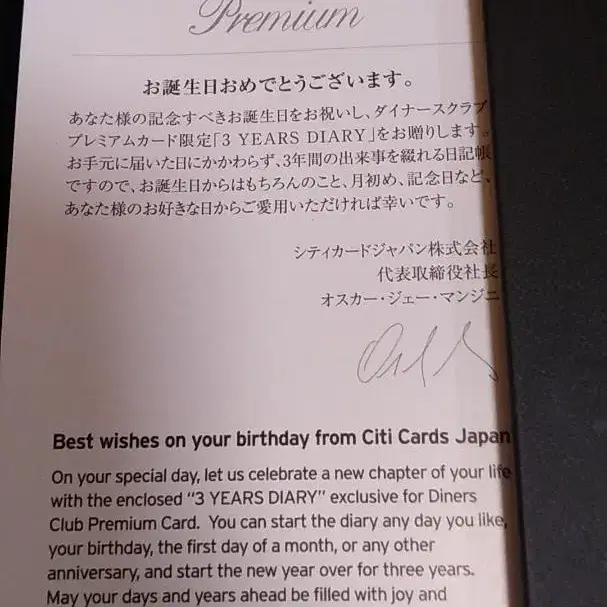 Premium
お誕生日おめでとうございます。
あなた様の記念すべきお誕生日をお祝いし、ダイナースクラブ
プレミアムカード限定「3 YEARS DIARY」をお贈りします。
お手元に届いた日にかかわらず、3年間の出来事を綴れる日記帳
ですので、お誕生日からはもちろんのこと、月初め、記念日など、
あなた様のお好きな日からご愛用いただければ幸いです。
シティカードジャパン株式会社
代表取締役社長
オスカー・ジェー・マンジニ
Best wishes on your birthday from Citi Cards Japan
On your special day, let us celebrate a new chapter of your life
with the enclosed “3 YEARS DIARY” exclusive for Diners
Club Premium Card.  You can start the diary any day you like,
your birthday, the first day of a month, or any other
anniversary, and start the new year over for three years.
May your days and years ahead be filled with joy and